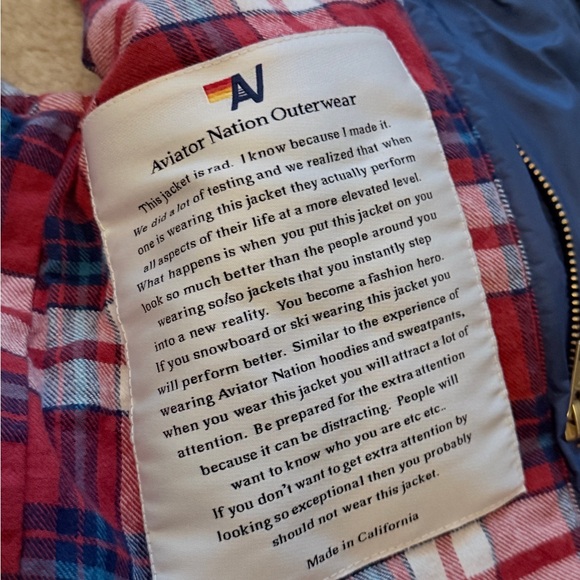 AV
Aviator Nation Outerwear
This jacket is rad. I know because I made it.
We did a lot of testing and we realized that when
one is wearing this jacket they actually perform
all aspects of their life at a more elevated level.
What happens is when you put this jacket on you
look so much better than the people around you
wearing so/so jackets that you instantly step
into a new reality. You become a fashion hero.
If you snowboard or ski wearing this jacket you
will perform better. Similar to the experience of
wearing Aviator Nation hoodies and sweatpants,
when you wear this jacket you will attract a lot of
attention. Be prepared for the extra attention
because it can be distracting. People will
want to know who you are etc etc..
If you don't want to get extra attention by
looking so exceptional then you probably
should not wear this jacket.
Made in California